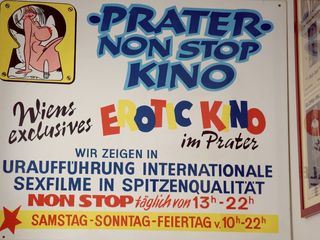 ·PRATER·
NON STOP
KINO
Wiens
exclusives
EROTIC KINO
im Prater
WIR ZEIGEN IN
URAUFFÜHRUNG INTERNATIONALE
SEXFILME IN SPITZENQUALITÄT
NON STOP täglich von 13h - 22h
SAMSTAG-SONNTAG-FEIERTAG v. 10h - 22h